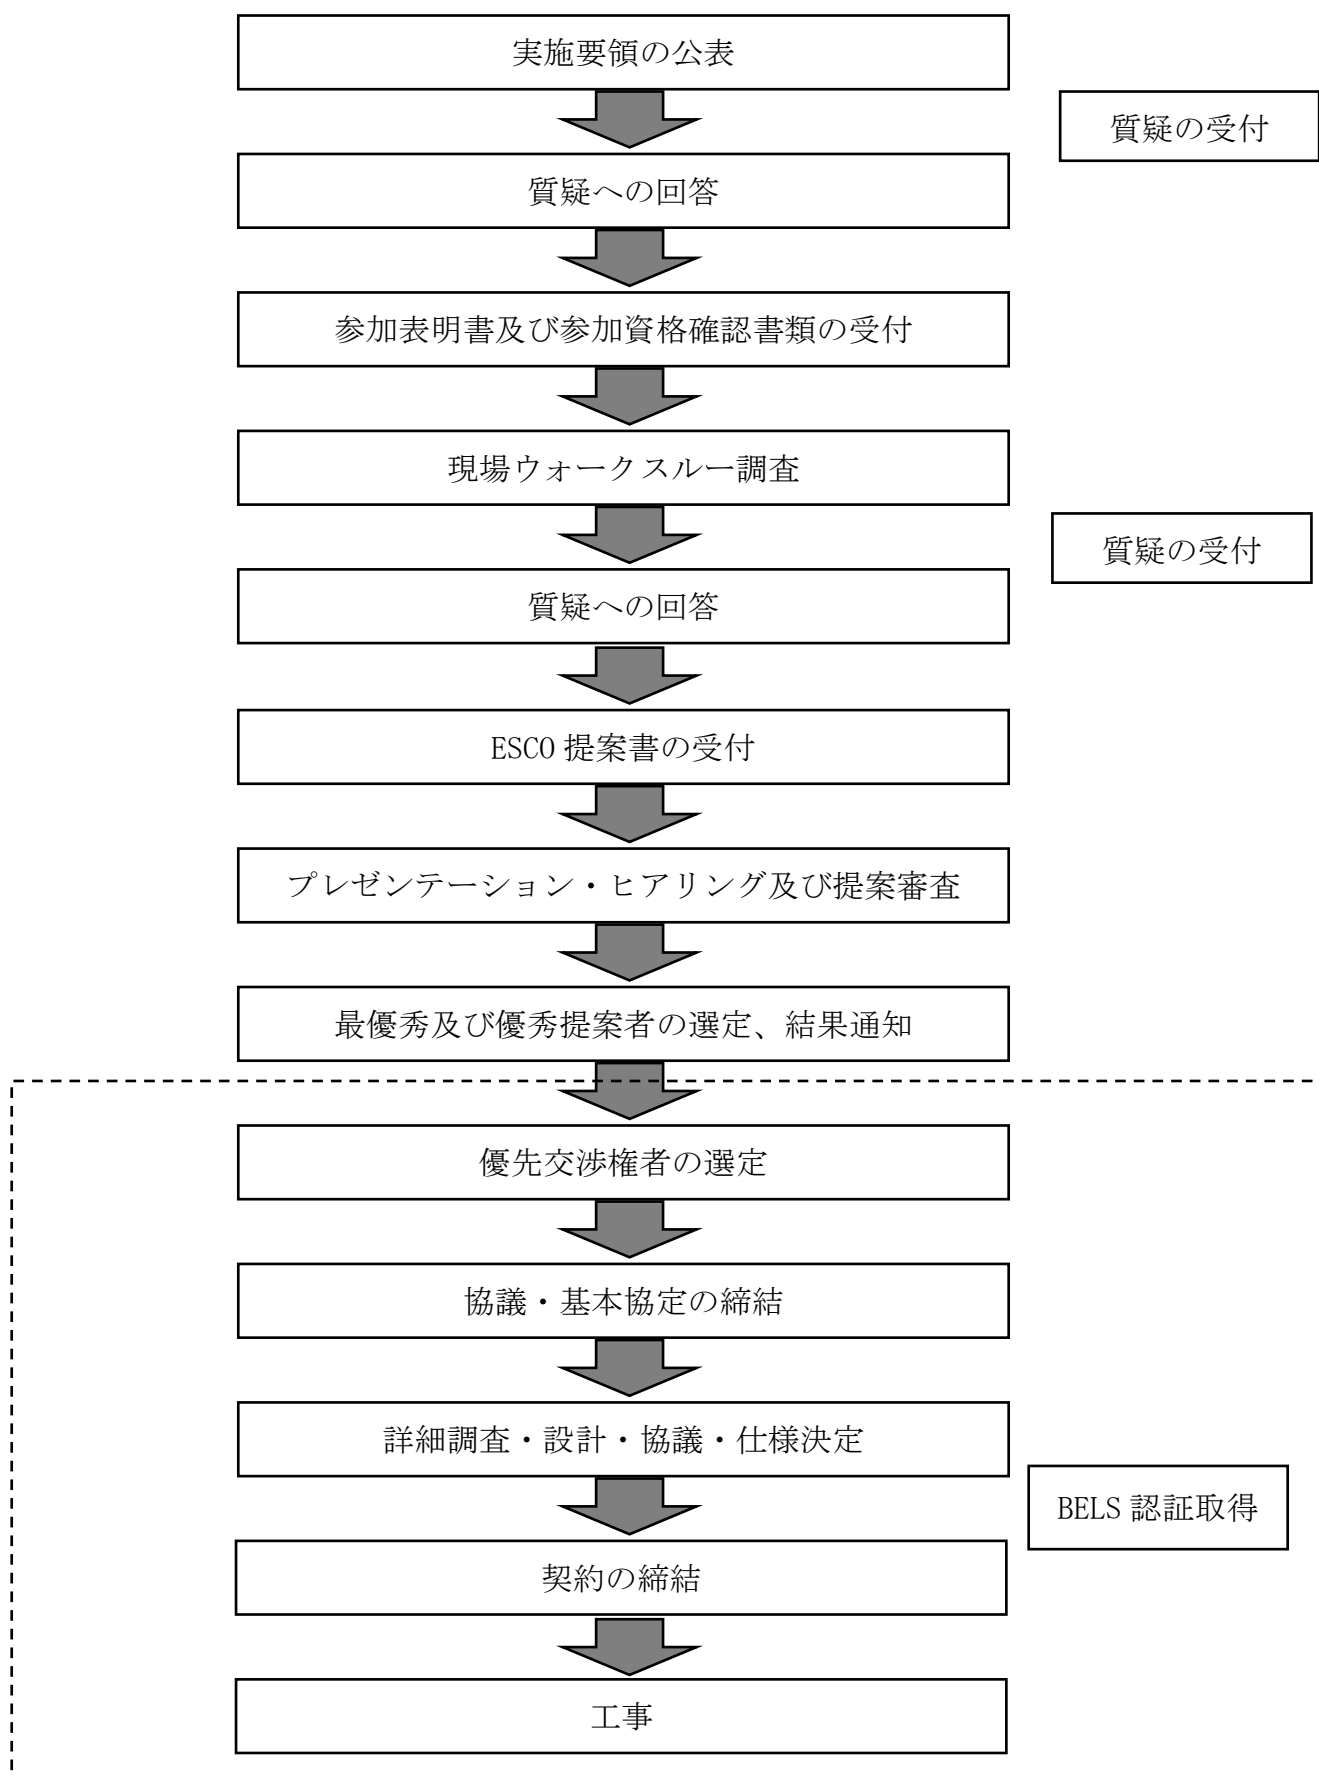 実施要領の公表
質疑の受付
質疑への回答
参加表明書及び参加資格確認書類の受付
現場ウォークスルー調査
質疑の受付
質疑への回答
ESCO 提案書の受付
プレゼンテーション・ヒアリング及び提案審査
最優秀及び優秀提案者の選定、結果通知
優先交渉権者の選定
協議・基本協定の締結
詳細調査・設計・協議・仕様決定
BELS 認証取得
契約の締結
工事